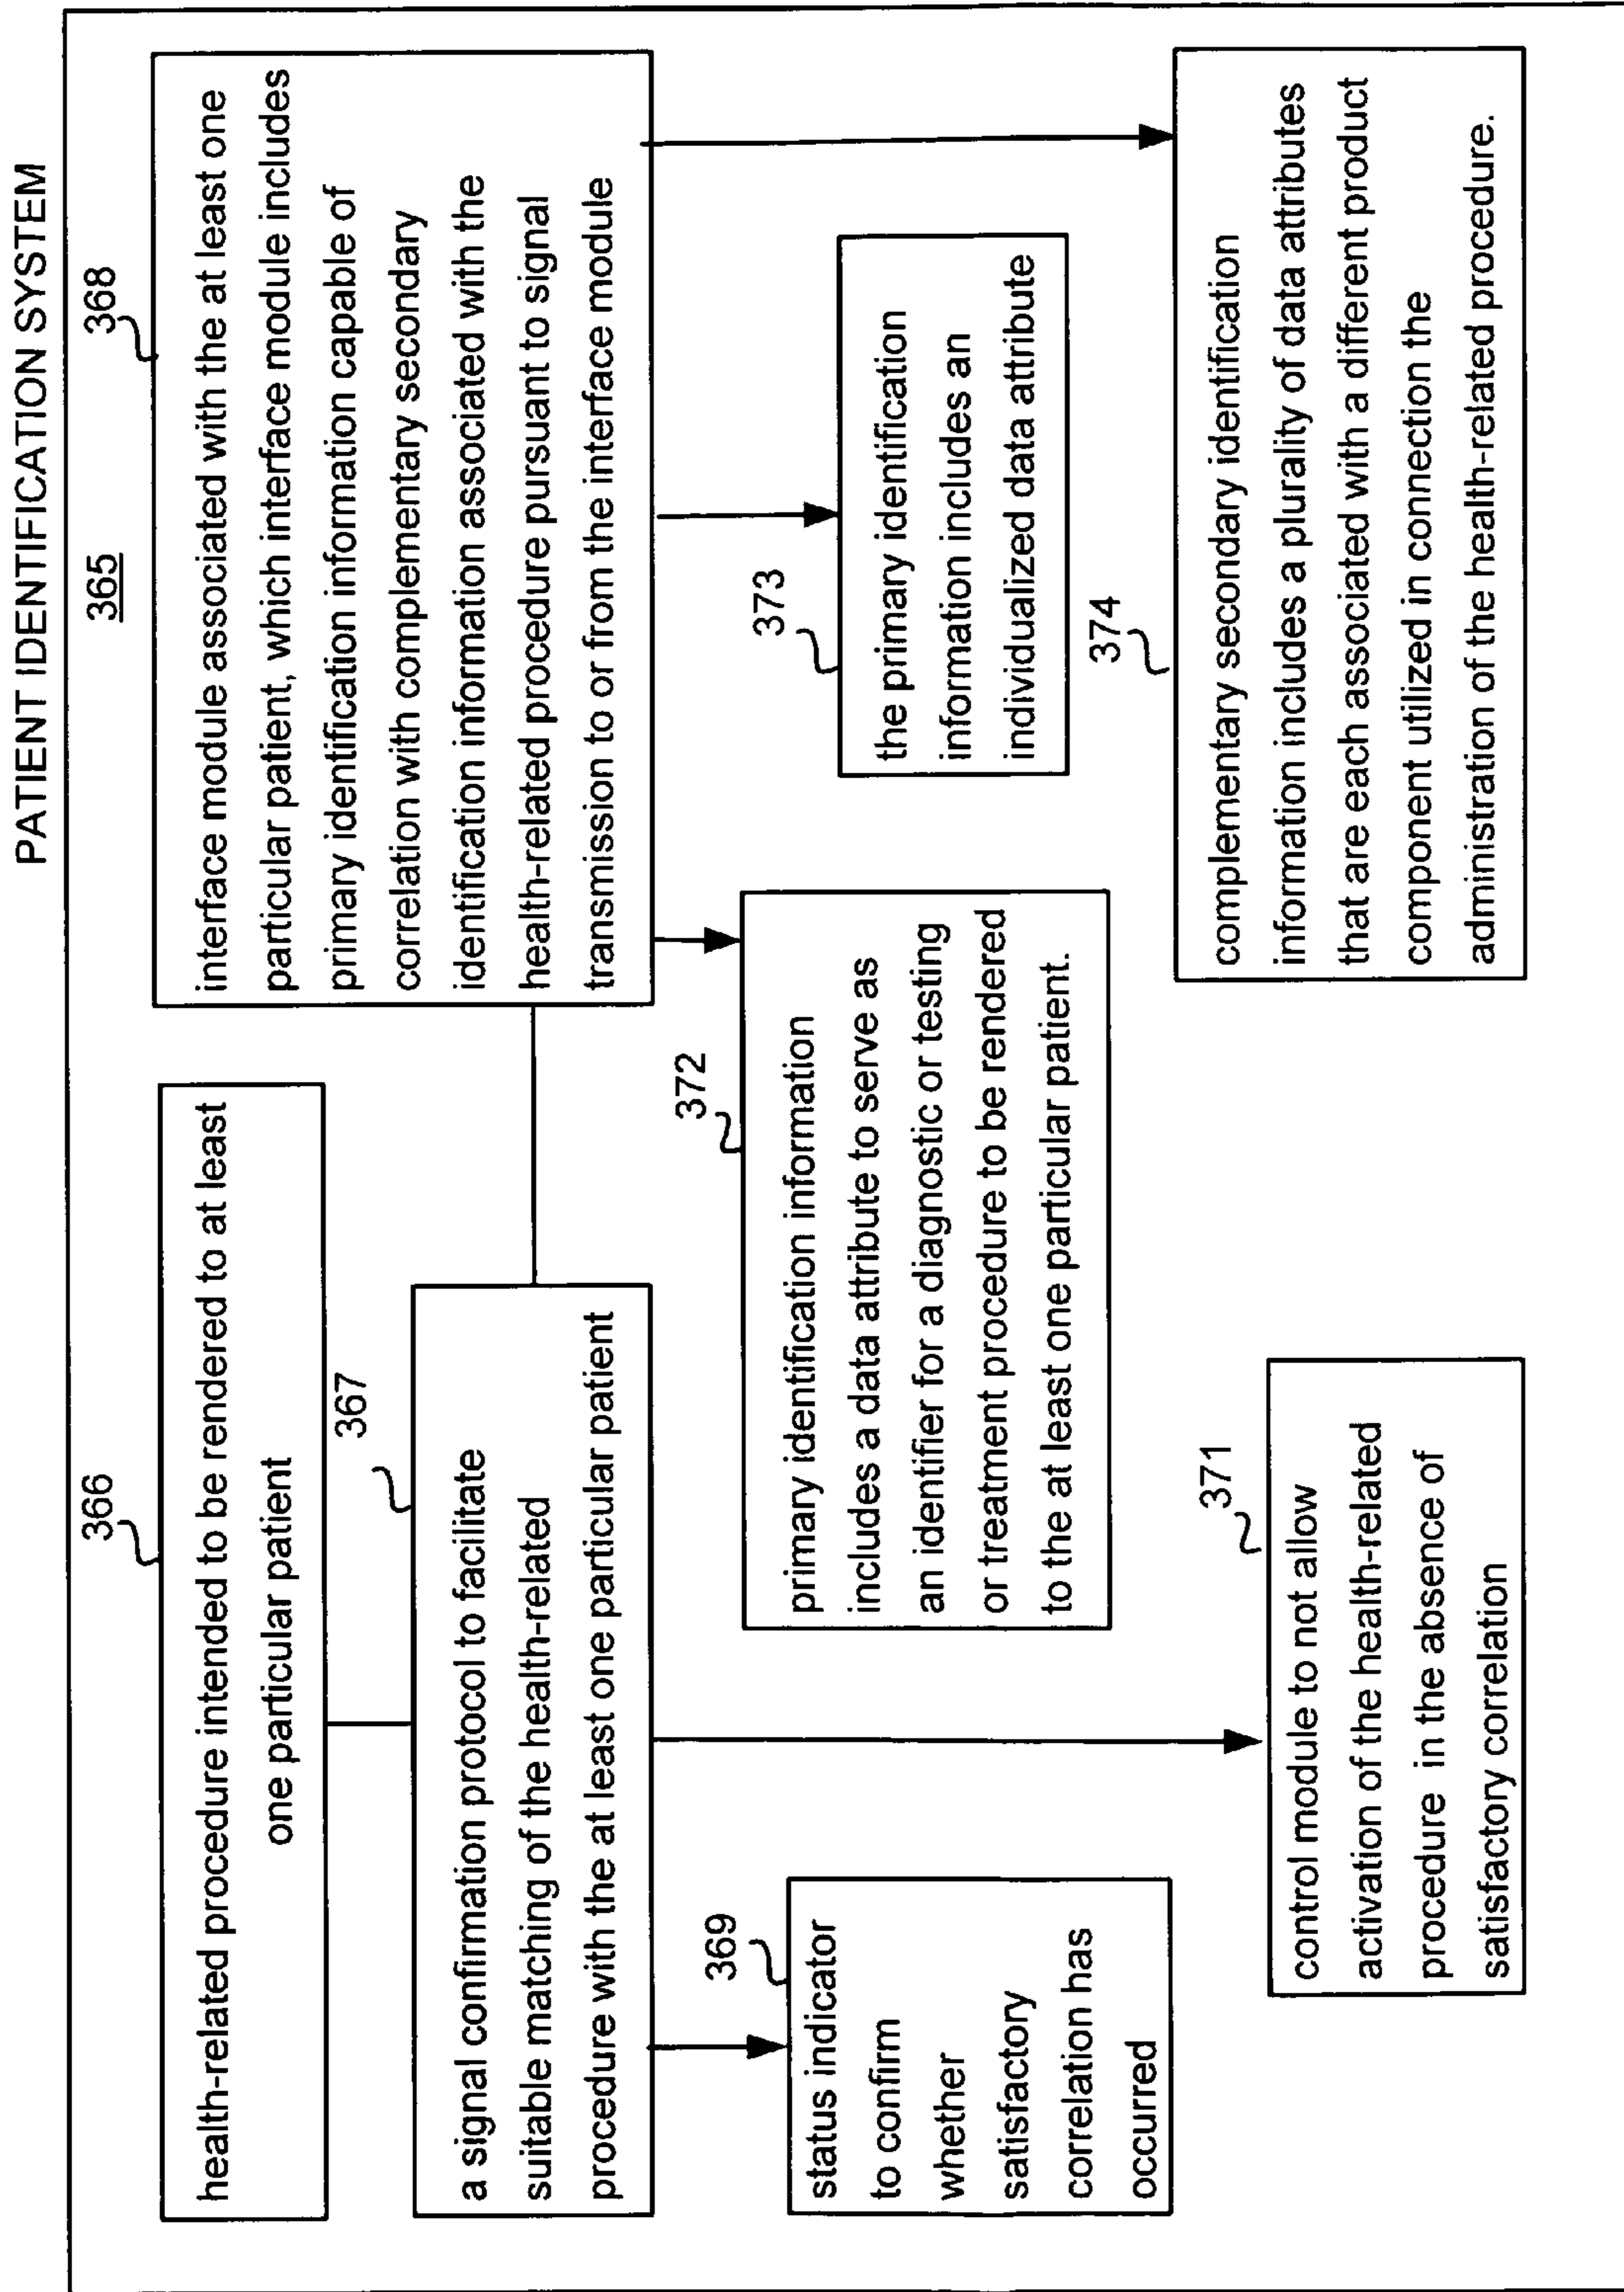 PATIENT IDENTIFICATION SYSTEM
365
366
health-related procedure intended to be rendered to at least
one particular patient
367
a signal confirmation protocol to facilitate
suitable matching of the health-related
procedure with the at least one particular patient
368
interface module associated with the at least one
particular patient, which interface module includes
primary identification information capable of
correlation with complementary secondary
identification information associated with the
health-related procedure pursuant to signal
transmission to or from the interface module
369
status indicator
to confirm
whether
satisfactory
correlation has
occurred
371
control module to not allow
activation of the health-related
procedure in the absence of
satisfactory correlation
372
primary identification information
includes a data attribute to serve as
an identifier for a diagnostic or testing
or treatment procedure to be rendered
to the at least one particular patient.
373
the primary identification
information includes an
individualized data attribute
374
complementary secondary identification
information includes a plurality of data attributes
that are each associated with a different product
component utilized in connection the
administration of the health-related procedure.